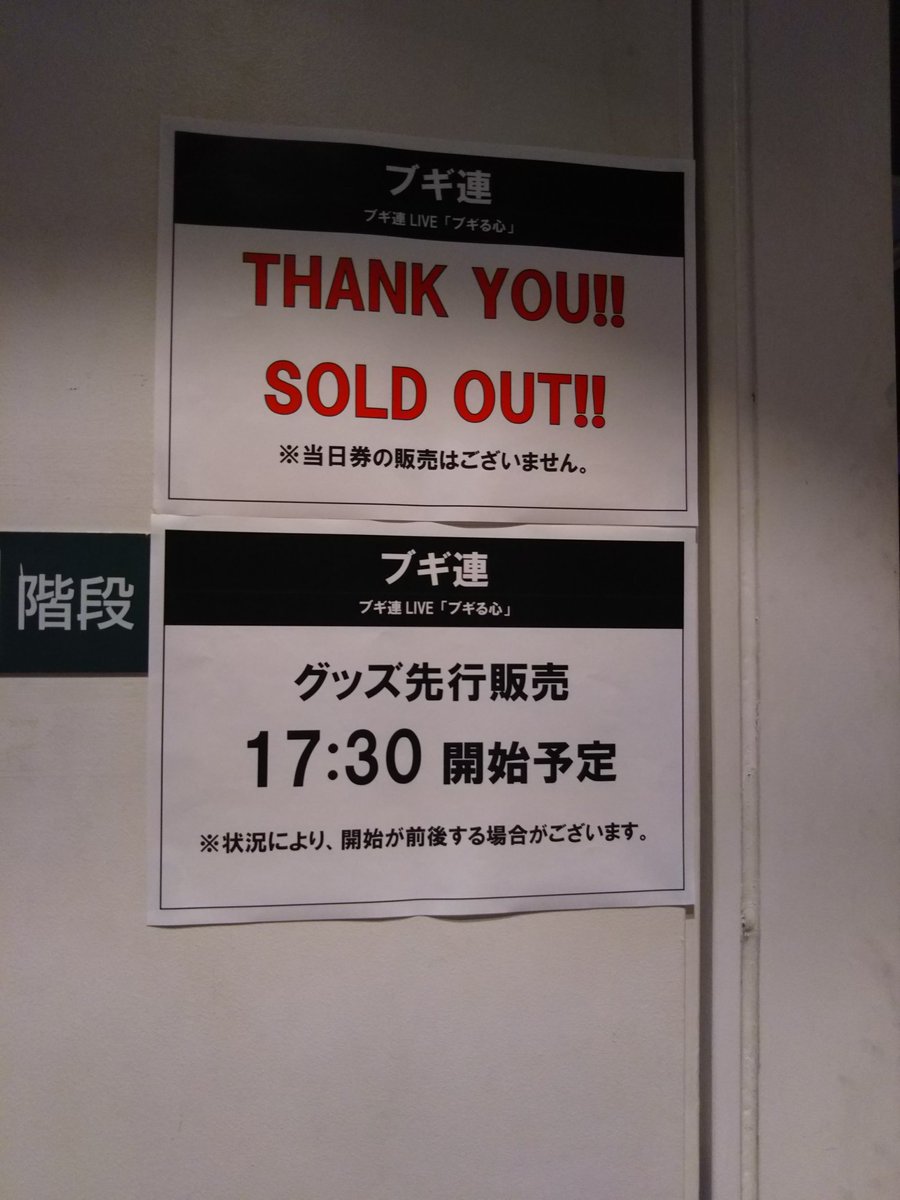 ブギ連
ブギ連 LIVE「ブギる心」
THANK YOU!!
SOLD OUT!!
※当日券の販売はございません。
階段
ブギ連
ブギ連 LIVE「ブギる心」
グッズ先行販売
17:30 開始予定
※状況により、開始が前後する場合がございます。